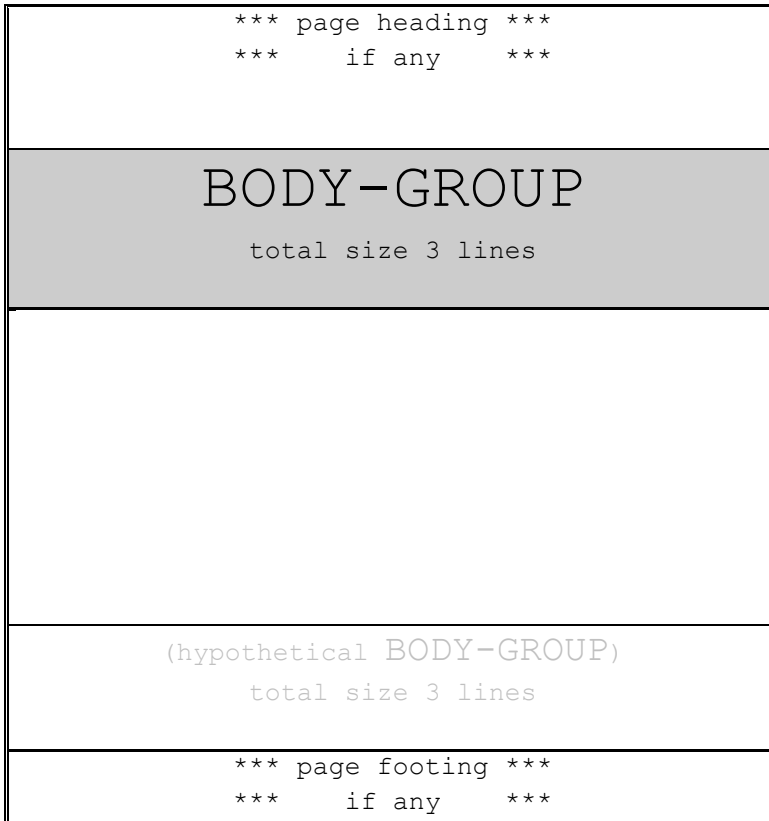 *** page heading ***
*** if any ***
BODY-GROUP
total size 3 lines
(hypothetical BODY-GROUP)
total size 3 lines
*** page footing ***
*** if any ***